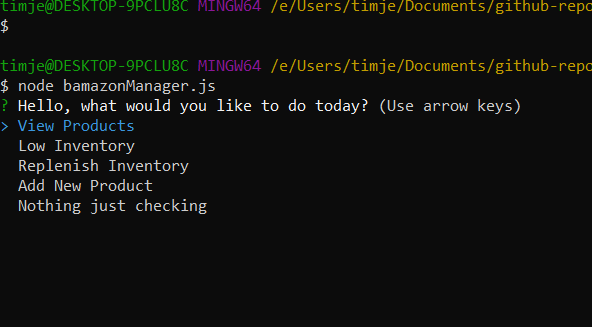 timje@DESKTOP-9PCLU8C MINGW64 /e/Users/timje/Documents/github-repo
$
timje@DESKTOP-9PCLU8C MINGW64 /e/Users/timje/Documents/github-repo
$ node bamazonManager.js
? Hello, what would you like to do today? (Use arrow keys)
> View Products
Low Inventory
Replenish Inventory
Add New Product
Nothing just checking